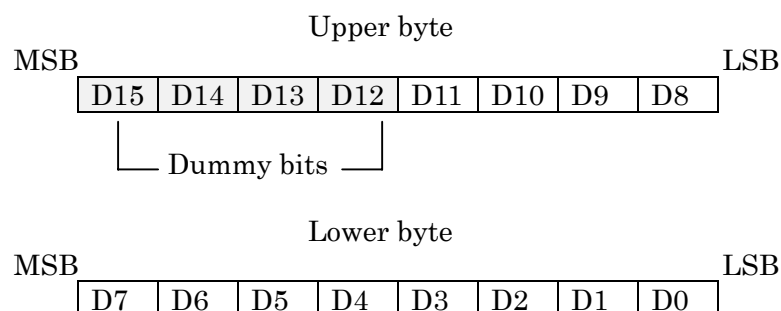 Upper byte
MSB LSB
D15 D14 D13 D12 D11 D10 D9 D8
Dummy bits
Lower byte
MSB LSB
D7 D6 D5 D4 D3 D2 D1 D0